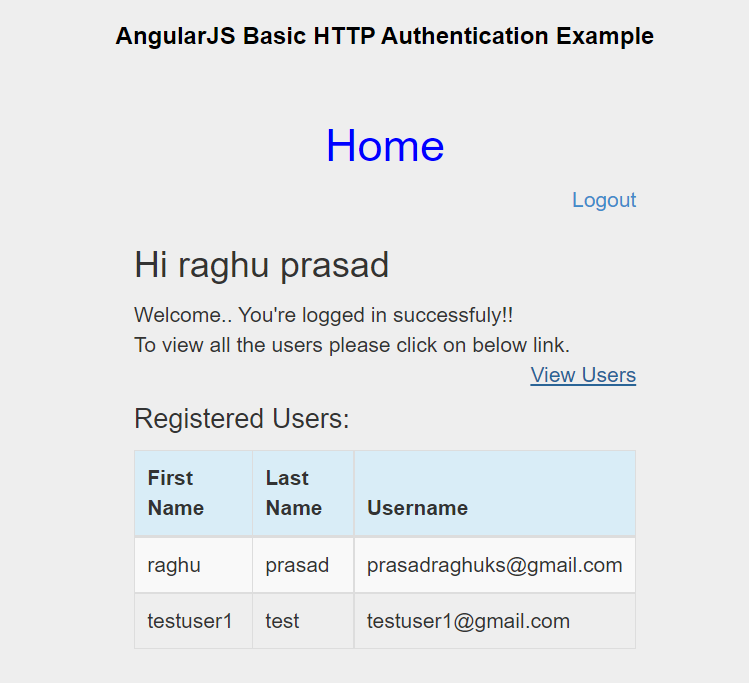 AngularJS Basic HTTP Authentication Example
Home
Logout
Hi raghu prasad
Welcome.. You're logged in successfuly!!
To view all the users please click on below link.
View Users
Registered Users:
First Name Last Name Username
raghu prasad prasadraghuks@gmail.com
testuser1 test testuser1@gmail.com